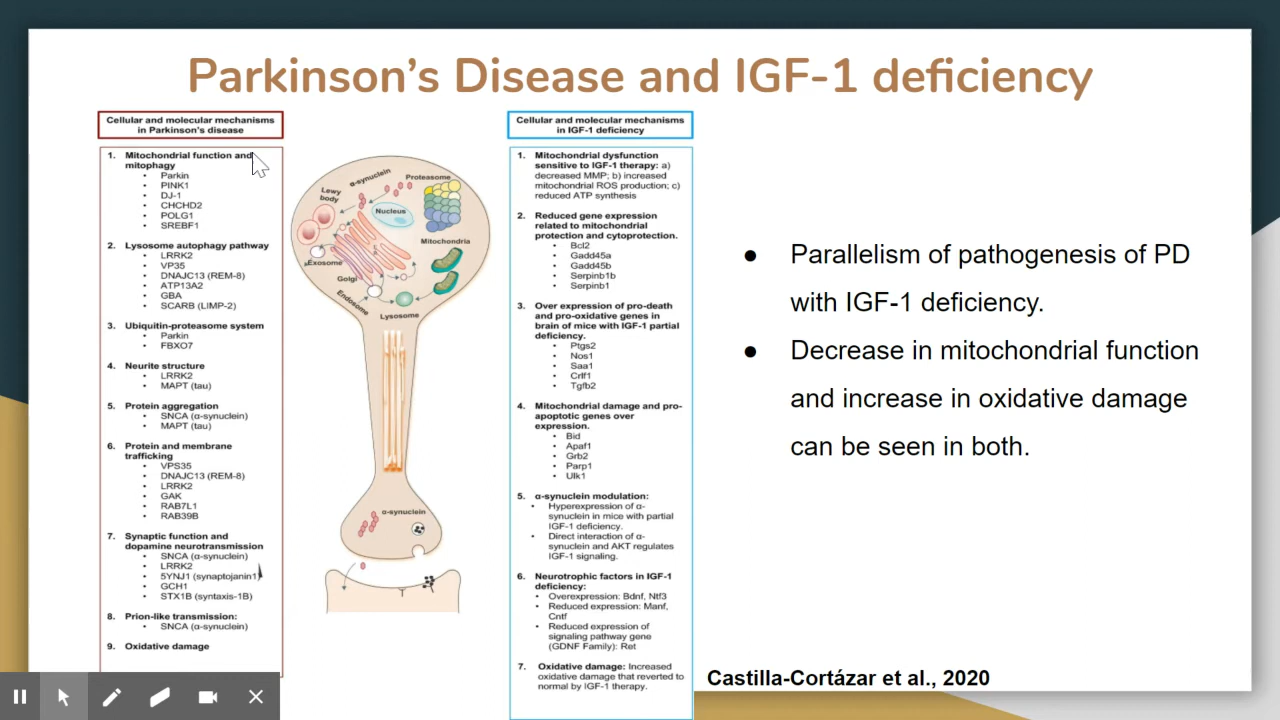 Parkinson's Disease and IGF-1 deficiency
Cellular and molecular mechanisms
in Parkinson's disease
1. Mitochondrial function and
mitophagy
• Parkin
• PINK1
• DJ-1
• CHCHD2
• POLG1
• SREBF1
2. Lysosome autophagy pathway
• LRRK2
• VP35
• DNAJC13 (REM-8)
• ATP13A2
• GBA
• SCARB (LIMP-2)
3. Ubiquitin-proteasome system
• Parkin
• FBXO7
4. Neurite structure
• LRRK2
• MAPT (tau)
5. Protein aggregation
• SNCA (α-synuclein)
• MAPT (tau)
6. Protein and membrane
trafficking
• VPS35
• DNAJC13 (REM-8)
• LRRK2
• GAK
• RAB7L1
• RAB39B
7. Synaptic function and
dopamine neurotransmission
• SNCA (α-synuclein)
• LRRK2
• 5YNJ1 (synaptojanin1)
• GCH1
• STX1B (syntaxis-1B)
8. Prion-like transmission:
• SNCA (α-synuclein)
9. Oxidative damage
α-synuclein
Proteasome
Lewy
body
Nucleus
Mitochondria
Exosome
Golgi
Endosome
Lysosome
α-synuclein
Cellular and molecular mechanisms
in IGF-1 deficiency
1. Mitochondrial dysfunction
sensitive to IGF-1 therapy: a)
decreased MMP; b) increased
mitochondrial ROS production; c)
reduced ATP synthesis
2. Reduced gene expression
related to mitochondrial
protection and cytoprotection.
• Bcl2
• Gadd45a
• Gadd45b
• Serpinb1b
• Serpinb1
3. Over expression of pro-death
and pro-oxidative genes in
brain of mice with IGF-1 partial
deficiency.
• Ptgs2
• Nos1
• Saa1
• Crlf1
• Tgfb2
4. Mitochondrial damage and pro-
apoptotic genes over
expression.
• Bid
• Apaf1
• Grb2
• Parp1
• Ulk1
5. α-synuclein modulation:
• Hyperexpression of α-
synuclein in mice with partial
IGF-1 deficiency.
• Direct interaction of α-
synuclein and AKT regulates
IGF-1 signaling.
6. Neurotrophic factors in IGF-1
deficiency:
• Overexpression: Bdnf, Ntf3
• Reduced expression: Manf,
Cntf
• Reduced expression of
signaling pathway gene
(GDNF Family): Ret
7. Oxidative damage: Increased
oxidative damage that reverted to
normal by IGF-1 therapy.
● Parallelism of pathogenesis of PD
with IGF-1 deficiency.
● Decrease in mitochondrial function
and increase in oxidative damage
can be seen in both.
Castilla-Cortázar et al., 2020